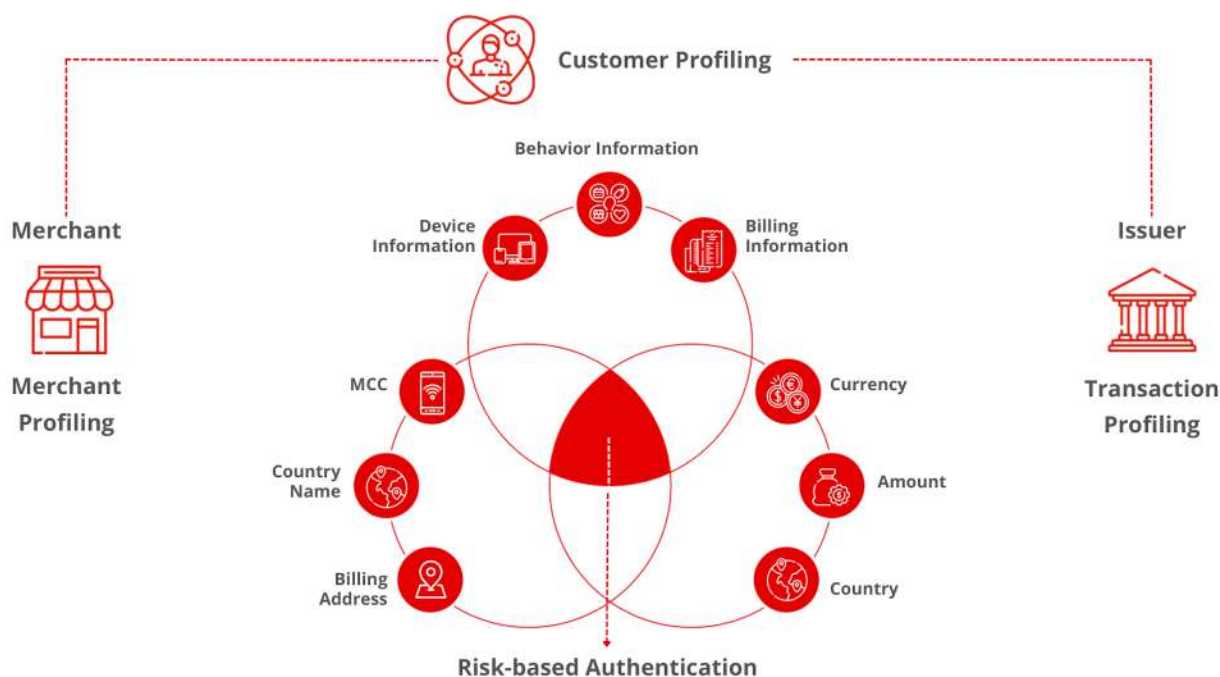 Customer Profiling
Behavior Information
Device
Information
Billing
Information
Merchant
Issuer
Merchant
Profiling
MCC
Currency
Transaction
Profiling
Country
Name
Amount
Billing
Address
Country
Risk-based Authentication